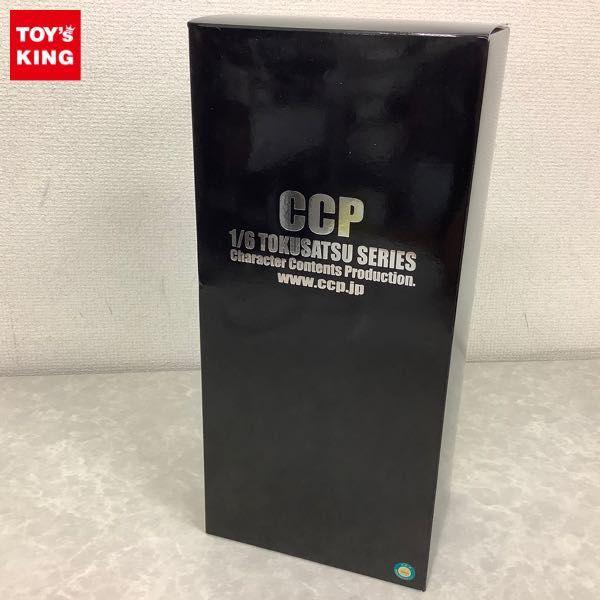 TOY's
KING
CCP
1/6 TOKUSATSU SERIES
Character Contents Production.
www.ccp.jp